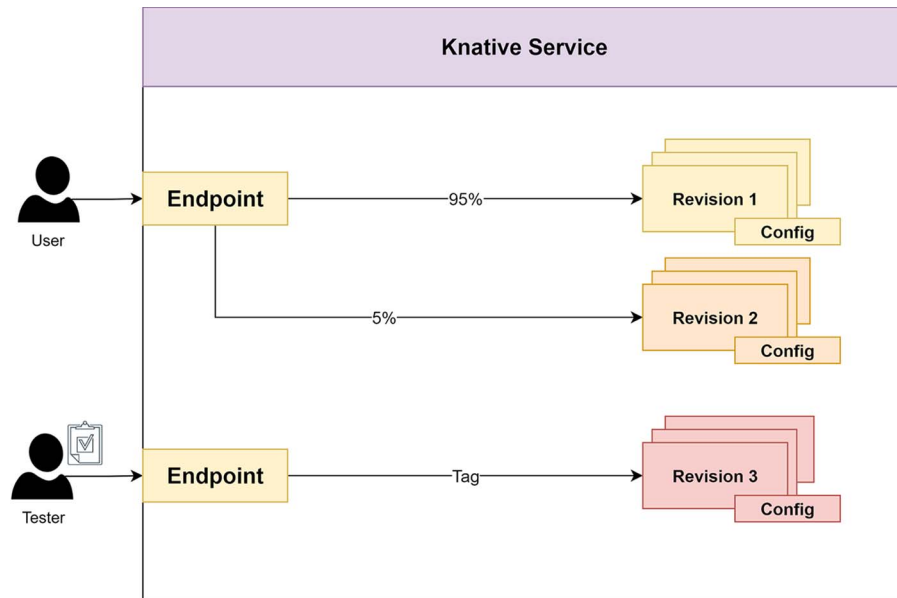 Knative Service
Endpoint
95%
Revision 1
Config
User
5%
Revision 2
Config
Endpoint
Tag
Revision 3
Config
Tester